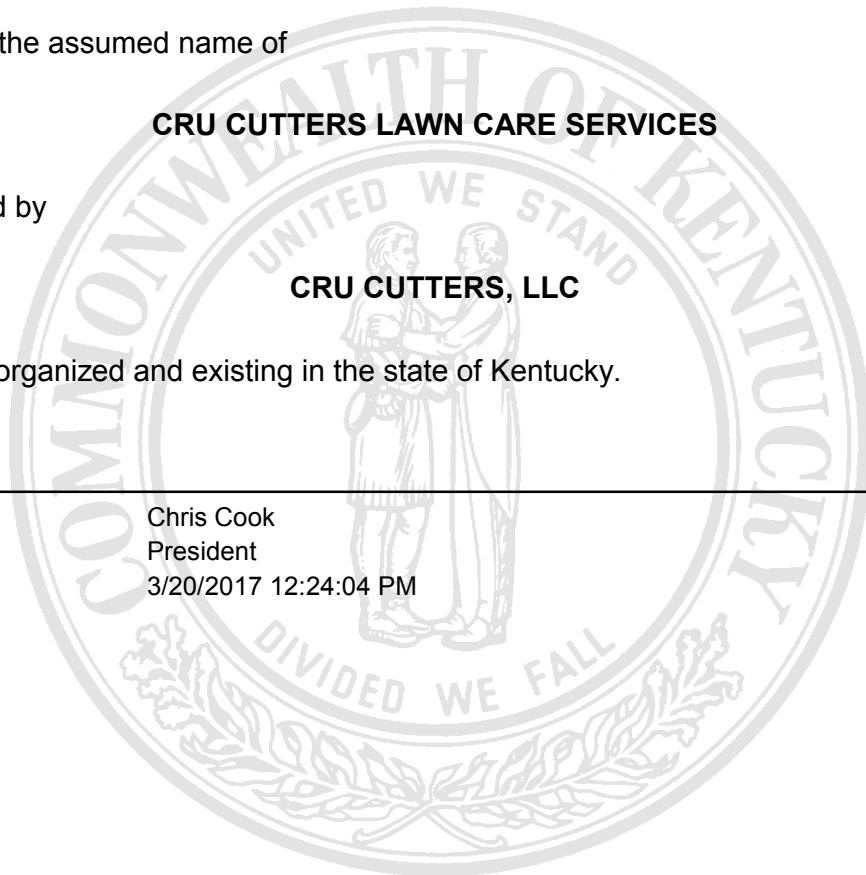 the assumed name of
CRU CUTTERS LAWN CARE SERVICES
d by
CRU CUTTERS, LLC
organized and existing in the state of Kentucky.
Chris Cook
President
3/20/2017 12:24:04 PM
COMMONWEALTH OF KENTUCKY
UNITED WE STAND
DIVIDED WE FALL